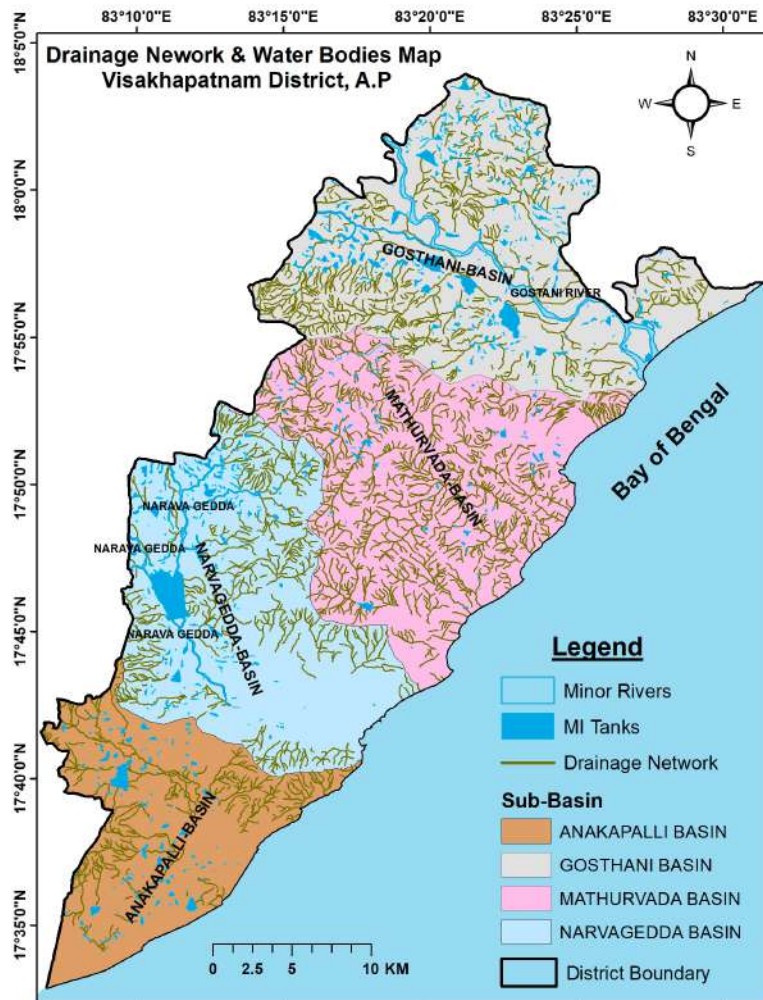 83°10'0"E 83°15'0"E 83°20'0"E 83°25'0"E 83°30'0"E
Drainage Nework & Water Bodies Map
Visakhapatnam District, A.P
N
W E
S
18°5'0"N
18°0'0"N
17°55'0"N
17°50'0"N
17°45'0"N
17°40'0"N
17°35'0"N
GOSTHANI-BASIN
GOSTANI RIVER
MATHURVADA-BASIN
Bay of Bengal
NARAVA GEDDA
NARAVA GEDDA
NARVAGEDDA-BASIN
NARAVA GEDDA
ANAKAPALLI-BASIN
Legend
Minor Rivers
MI Tanks
Drainage Network
Sub-Basin
ANAKAPALLI BASIN
GOSTHANI BASIN
MATHURVADA BASIN
NARVAGEDDA BASIN
District Boundary
0 2.5 5 10 KM